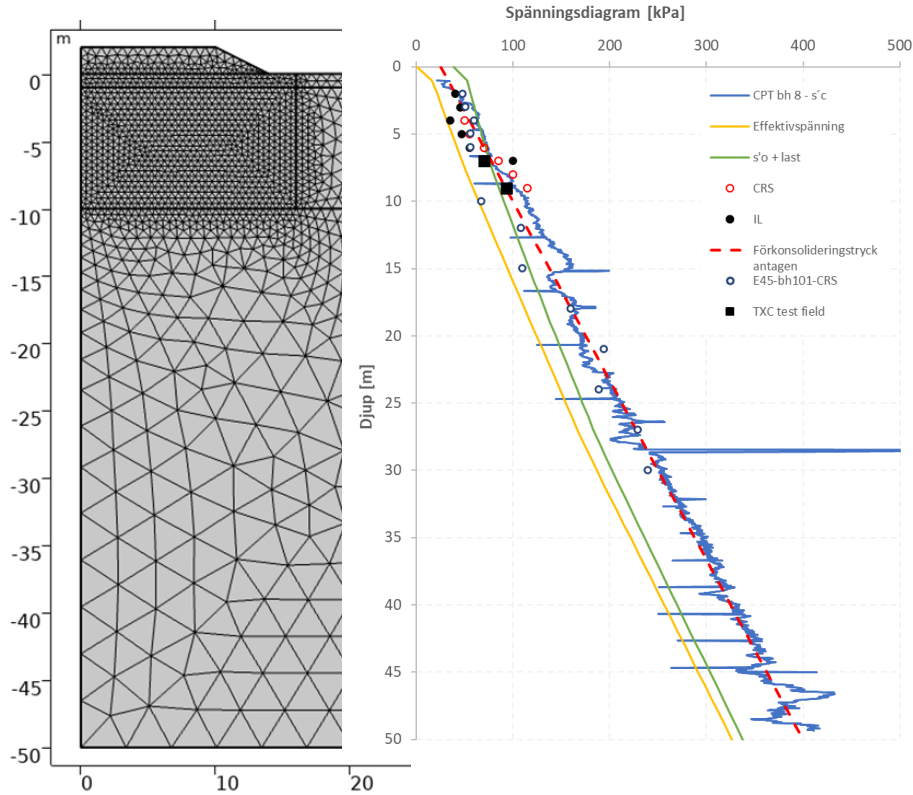 m
0
-5
-10
-15
-20
-25
-30
-35
-40
-45
-50
0
10
20
Spänningsdiagram [kPa]
0
100
200
300
400
500
0
5
10
15
20
25
30
35
40
45
50
Djup [m]
CPT bh 8 - s´c
Effektivspänning
s'o + last
CRS
IL
Förkonsolideringstryck
antagen
E45-bh101-CRS
TXC test field